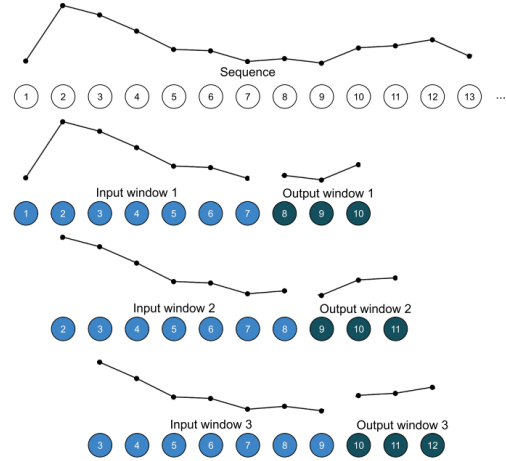 Sequence
1 2 3 4 5 6 7 8 9 10 11 12 13 ...
Input window 1 Output window 1
1 2 3 4 5 6 7 8 9 10
Input window 2 Output window 2
2 3 4 5 6 7 8 9 10 11
Input window 3 Output window 3
3 4 5 6 7 8 9 10 11 12